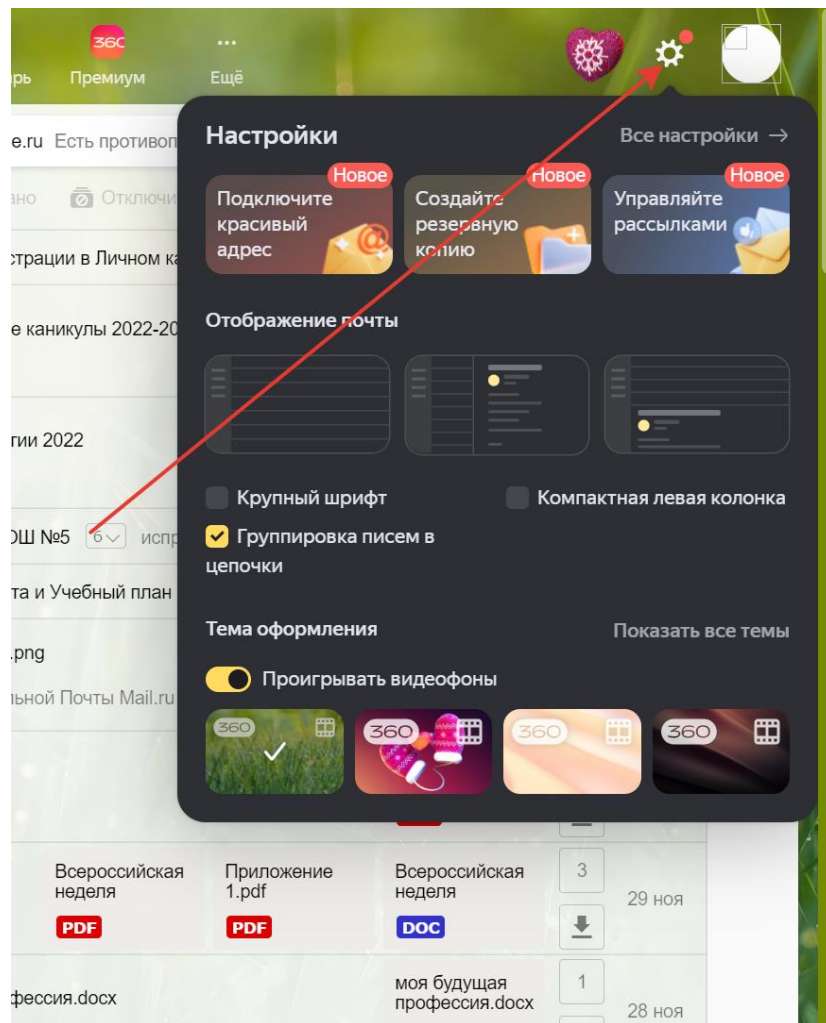 360
...
арь Премиум Ещё
e.ru Есть противоп
Настройки
Все настройки →
ано Отключи
Новое
Новое
Новое
Подключите
красивый
адрес
Создайте
резервную
копию
Управляйте
рассылками
страции в Личном ка
Отображение почты
е каникулы 2022-20
гии 2022
Крупный шрифт
Компактная левая колонка
ОШ №5 6 испр
Группировка писем в
цепочки
та и Учебный план
Тема оформления
Показать все темы
.png
Проигрывать видеофоны
льной Почты Mail.ru
360
360
360
360
Всероссийская
неделя
PDF
Приложение
1.pdf
PDF
Всероссийская
неделя
DOC
3
29 ноя
фессия.docx
моя будущая
профессия.docx
1
28 ноя